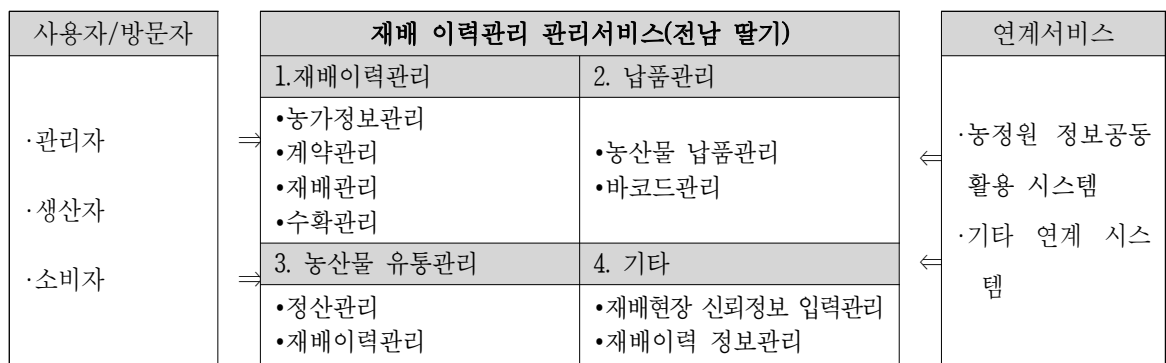 사용자/방문자
·관리자
·생산자
·소비자
⇒
⇒
재배 이력관리 관리서비스(전남 딸기)
1.재배이력관리
•농가정보관리
•계약관리
•재배관리
•수확관리
2. 납품관리
•농산물 납품관리
•바코드관리
3. 농산물 유통관리
•정산관리
•재배이력관리
4. 기타
•재배현장 신뢰정보 입력관리
•재배이력 정보관리
⇐
⇐
연계서비스
·농정원 정보공동
활용 시스템
·기타 연계 시스
템